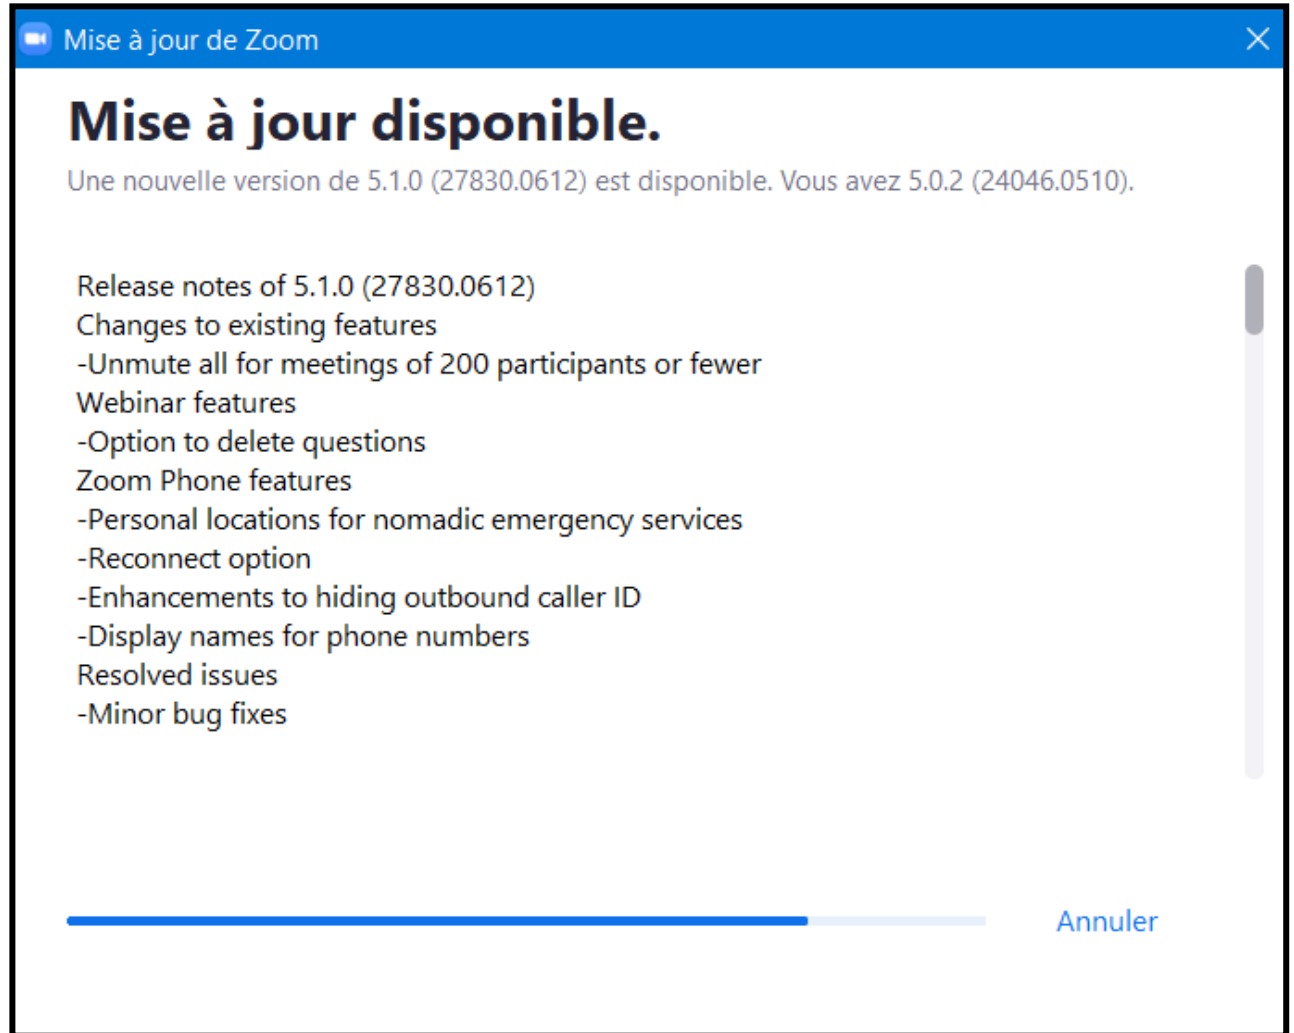 Mise à jour de Zoom
Mise à jour disponible.
Une nouvelle version de 5.1.0 (27830.0612) est disponible. Vous avez 5.0.2 (24046.0510).
Release notes of 5.1.0 (27830.0612)
Changes to existing features
-Unmute all for meetings of 200 participants or fewer
Webinar features
-Option to delete questions
Zoom Phone features
-Personal locations for nomadic emergency services
-Reconnect option
-Enhancements to hiding outbound caller ID
-Display names for phone numbers
Resolved issues
-Minor bug fixes
Annuler